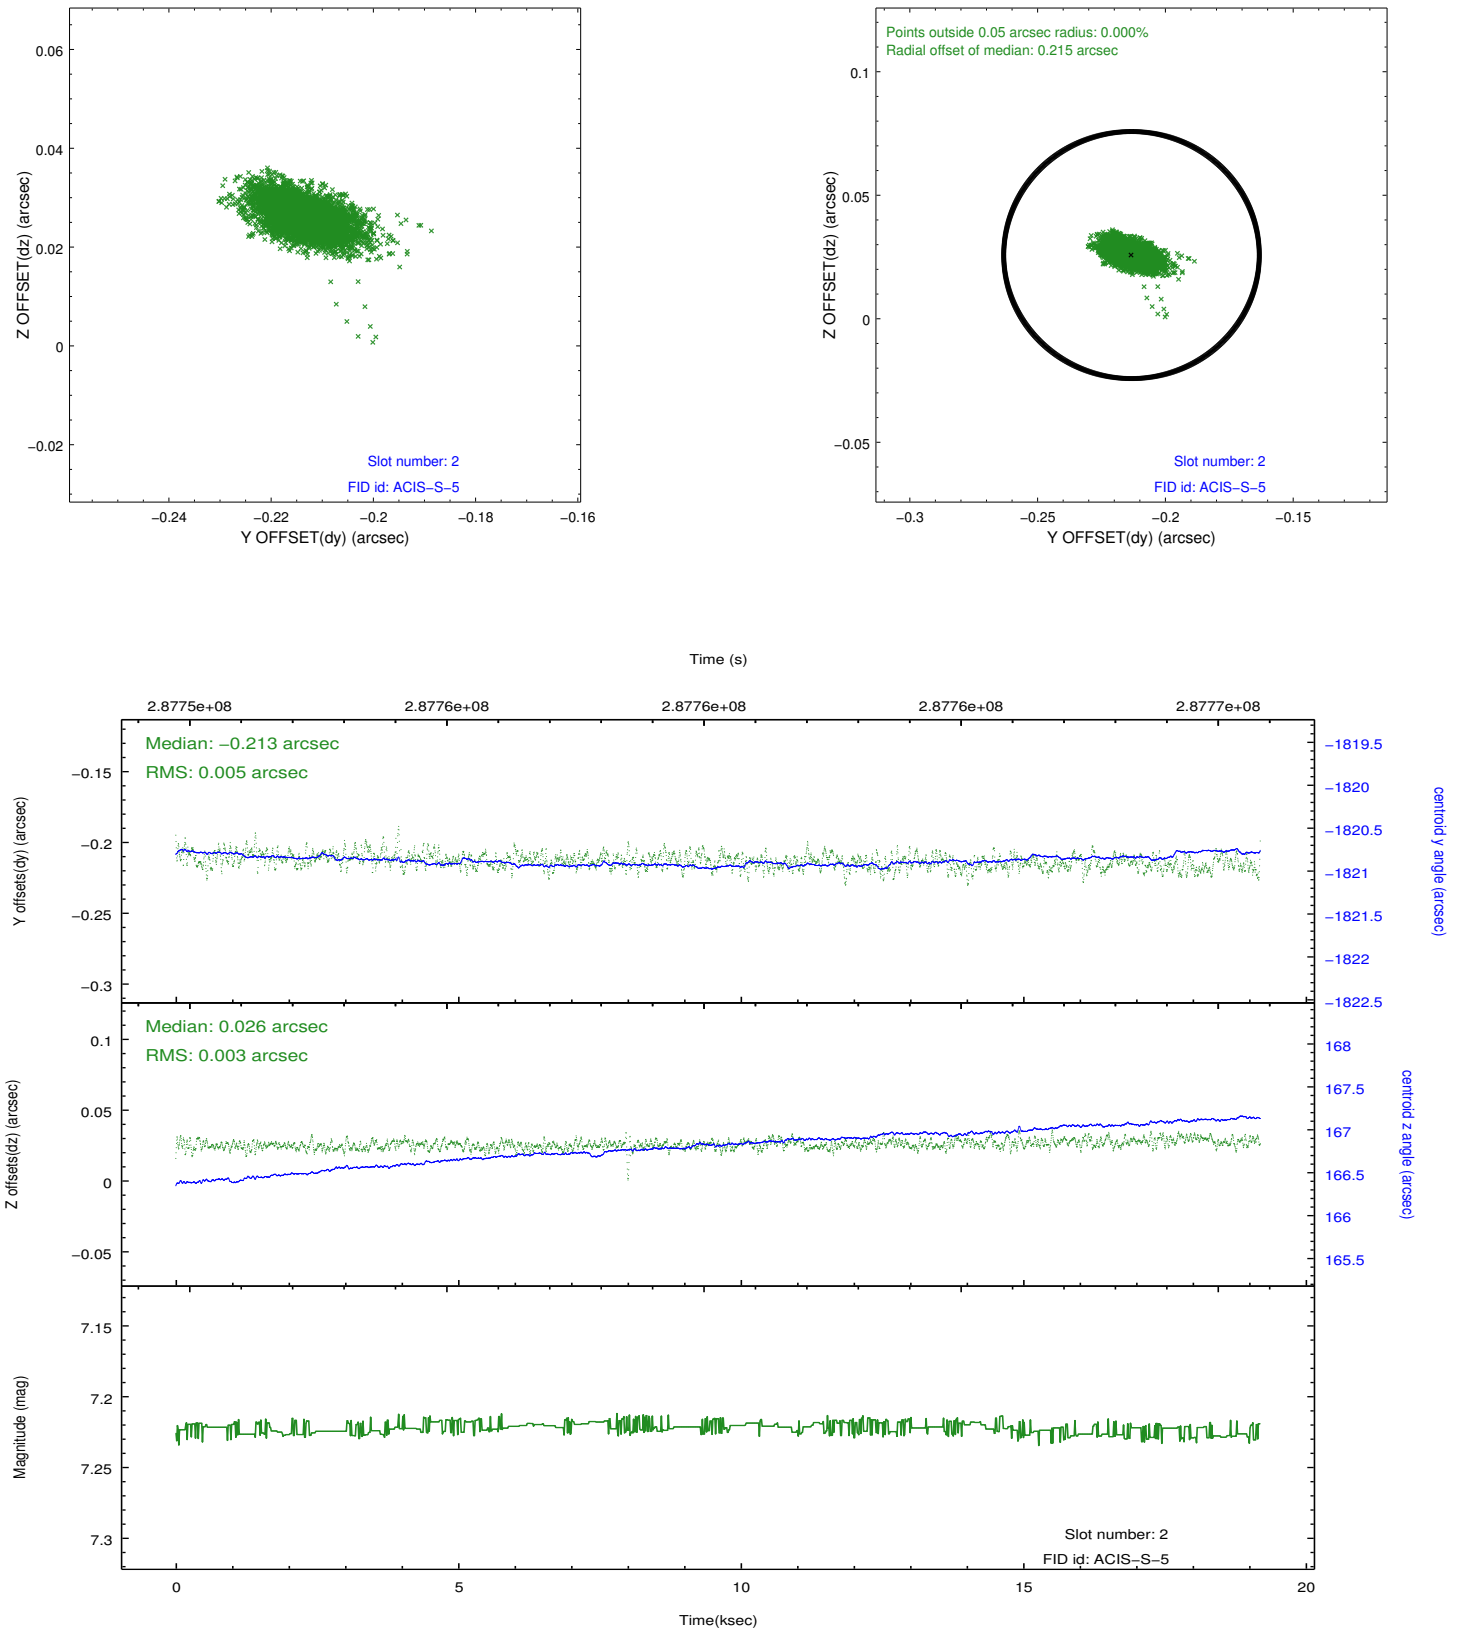 0.06
0.04
0.02
0
−0.02
Z OFFSET(dz) (arcsec)
Slot number: 2
FID id: ACIS−S−5
−0.24
−0.22
−0.2
−0.18
−0.16
Y OFFSET(dy) (arcsec)
Points outside 0.05 arcsec radius: 0.000%
Radial offset of median: 0.215 arcsec
0.1
0.05
0
−0.05
Z OFFSET(dz) (arcsec)
Slot number: 2
FID id: ACIS−S−5
−0.3
−0.25
−0.2
−0.15
Y OFFSET(dy) (arcsec)
Time (s)
2.8775e+08
2.8776e+08
2.8776e+08
2.8776e+08
2.8777e+08
Median: −0.213 arcsec
RMS: 0.005 arcsec
−0.15
−0.2
−0.25
−0.3
Y offsets(dy) (arcsec)
−1819.5
−1820
−1820.5
−1821
−1821.5
−1822
−1822.5
centroid y angle (arcsec)
Median: 0.026 arcsec
RMS: 0.003 arcsec
0.1
0.05
0
−0.05
Z offsets(dz) (arcsec)
168
167.5
167
166.5
166
165.5
centroid z angle (arcsec)
7.15
7.2
7.25
7.3
Magnitude (mag)
Slot number: 2
FID id: ACIS−S−5
0
5
10
15
20
Time(ksec)